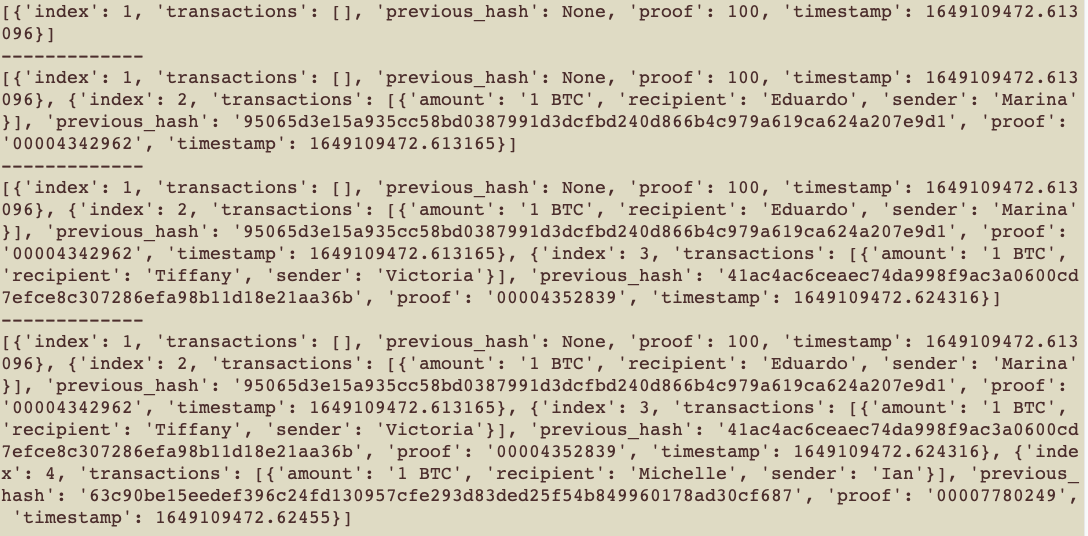 [{'index': 1, 'transactions': [], 'previous_hash': None, 'proof': 100, 'timestamp': 1649109472.613
096}]
-------------
[{'index': 1, 'transactions': [], 'previous_hash': None, 'proof': 100, 'timestamp': 1649109472.613
096}, {'index': 2, 'transactions': [{'amount': '1 BTC', 'recipient': 'Eduardo', 'sender': 'Marina'
}], 'previous_hash': '95065d3e15a935cc58bd0387991d3dcfbd240d866b4c979a619ca624a207e9d1', 'proof':
'00004342962', 'timestamp': 1649109472.613165}]
-------------
[{'index': 1, 'transactions': [], 'previous_hash': None, 'proof': 100, 'timestamp': 1649109472.613
096}, {'index': 2, 'transactions': [{'amount': '1 BTC', 'recipient': 'Eduardo', 'sender': 'Marina'
}], 'previous_hash': '95065d3e15a935cc58bd0387991d3dcfbd240d866b4c979a619ca624a207e9d1', 'proof':
'00004342962', 'timestamp': 1649109472.613165}, {'index': 3, 'transactions': [{'amount': '1 BTC',
'recipient': 'Tiffany', 'sender': 'Victoria'}], 'previous_hash': '41ac4ac6ceaec74da998f9ac3a0600cd
7efce8c307286efa98b11d18e21aa36b', 'proof': '00004352839', 'timestamp': 1649109472.624316}]
-------------
[{'index': 1, 'transactions': [], 'previous_hash': None, 'proof': 100, 'timestamp': 1649109472.613
096}, {'index': 2, 'transactions': [{'amount': '1 BTC', 'recipient': 'Eduardo', 'sender': 'Marina'
}], 'previous_hash': '95065d3e15a935cc58bd0387991d3dcfbd240d866b4c979a619ca624a207e9d1', 'proof':
'00004342962', 'timestamp': 1649109472.613165}, {'index': 3, 'transactions': [{'amount': '1 BTC',
'recipient': 'Tiffany', 'sender': 'Victoria'}], 'previous_hash': '41ac4ac6ceaec74da998f9ac3a0600cd
7efce8c307286efa98b11d18e21aa36b', 'proof': '00004352839', 'timestamp': 1649109472.624316}, {'inde
x': 4, 'transactions': [{'amount': '1 BTC', 'recipient': 'Michelle', 'sender': 'Ian'}], 'previous_
hash': '63c90be15eedef396c24fd130957cfe293d83ded25f54b849960178ad30cf687', 'proof': '00007780249',
 'timestamp': 1649109472.62455}]